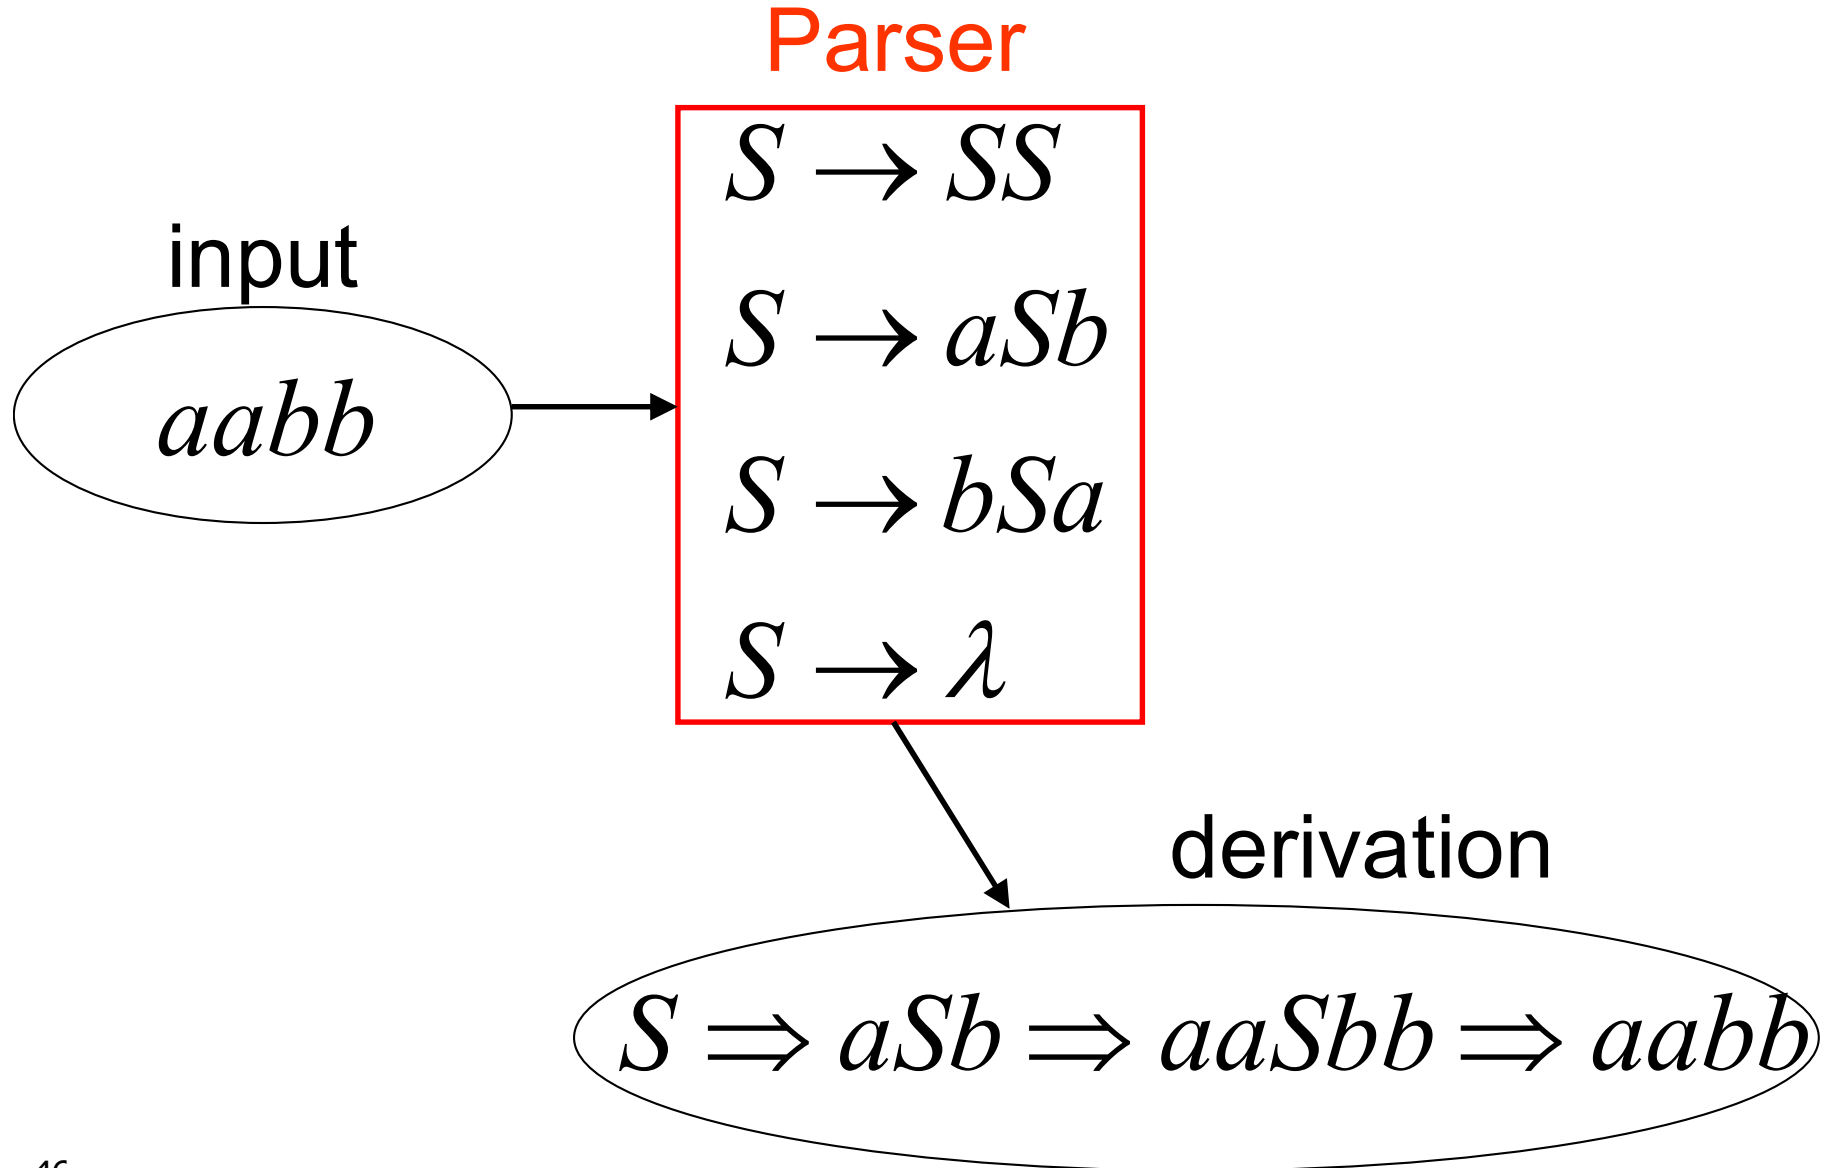 Parser
S → SS
input
S → aSb
aabb
S → bSa
S → λ
derivation
S ⇒ aSb ⇒ aaSbb ⇒ aabb